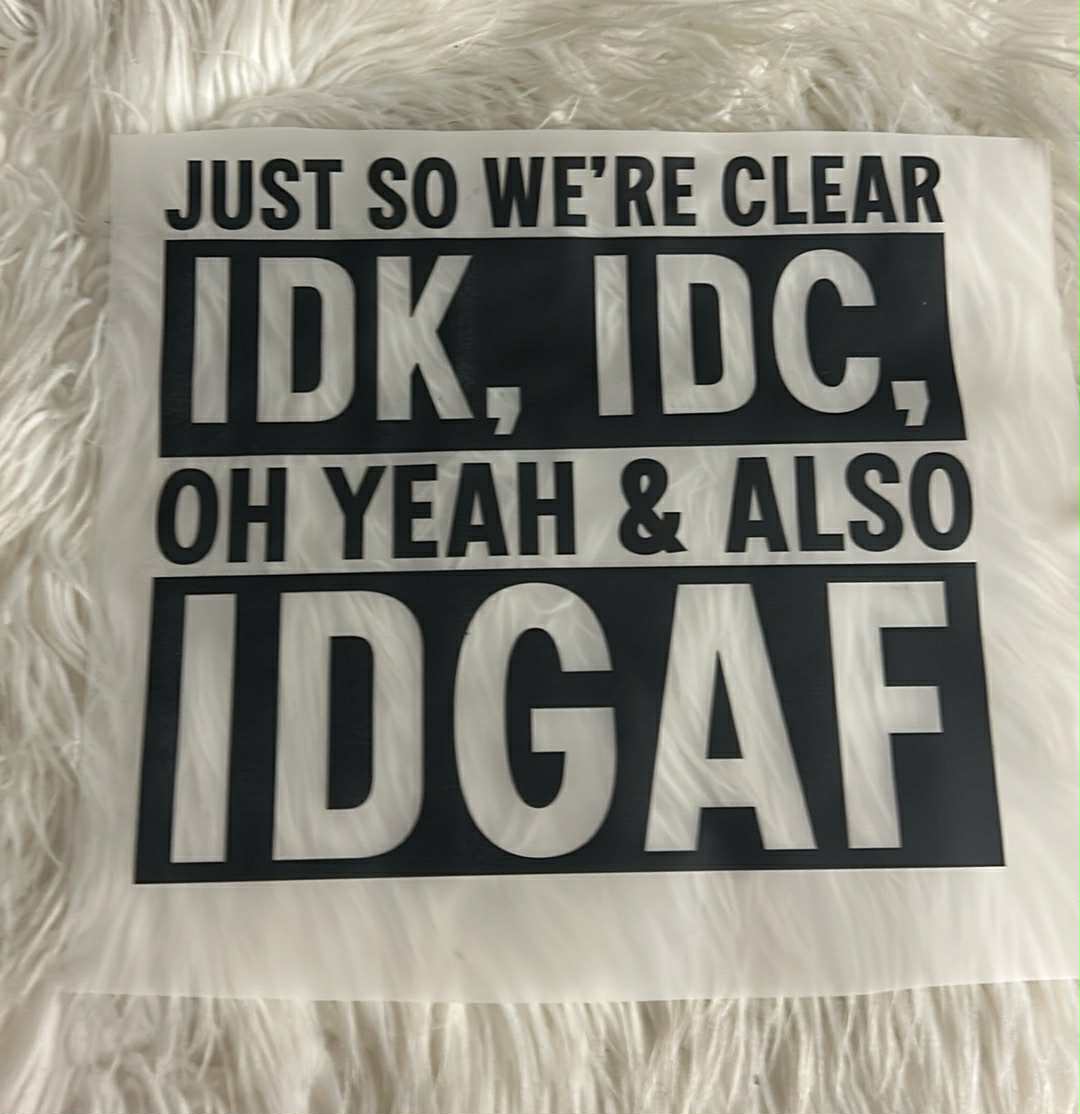 JUST SO WE’RE CLEAR
IDK, IDC,
OH YEAH & ALSO
IDGAF